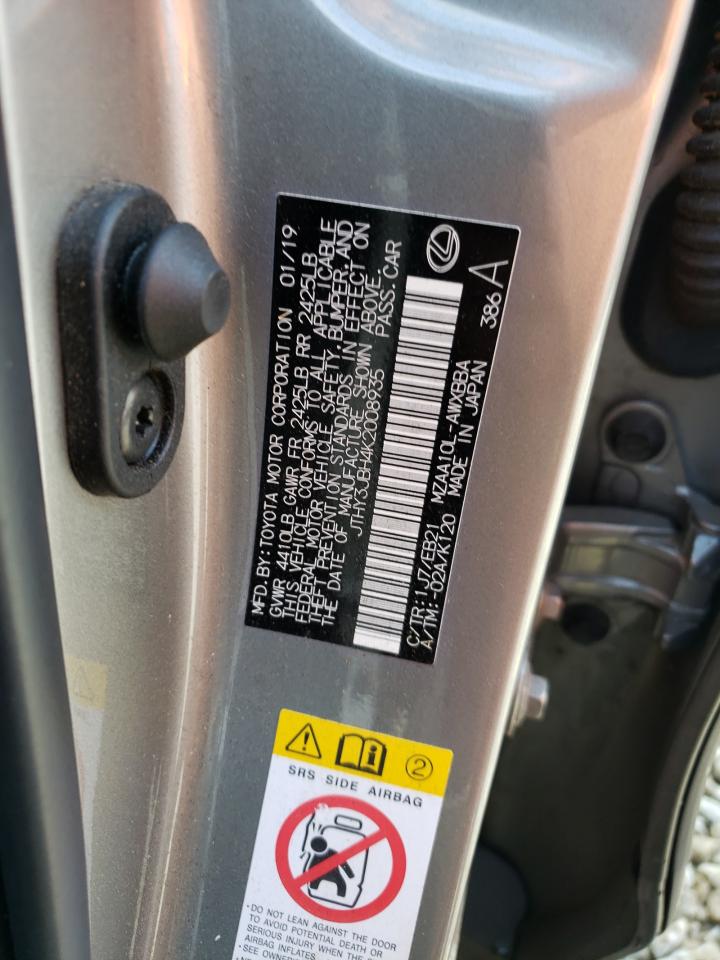 MFD.BY:TOYOTA MOTOR CORPORATION 01/19
GVWR 4410LB GAWR FR 2425LB RR 2425LB
THIS VEHICLE CONFORMS TO ALL APPLICABLE
FEDERAL MOTOR VEHICLE SAFETY, BUMPER, AND
THEFT PREVENTION STANDARDS IN EFFECT ON
THE DATE OF MANUFACTURE SHOWN ABOVE.
JTHY3JBH4K2008935 PASS.CAR
C/TR:1J7/EB21 MZAA10L-AWXBBA
A/TM:-02A/K120 MADE IN JAPAN 386A
2
SRS SIDE AIRBAG
·DO NOT LEAN AGAINST THE DOOR
TO AVOID POTENTIAL DEATH OR
SERIOUS INJURY WHEN THE
AIRBAG INFLATES
·SEE